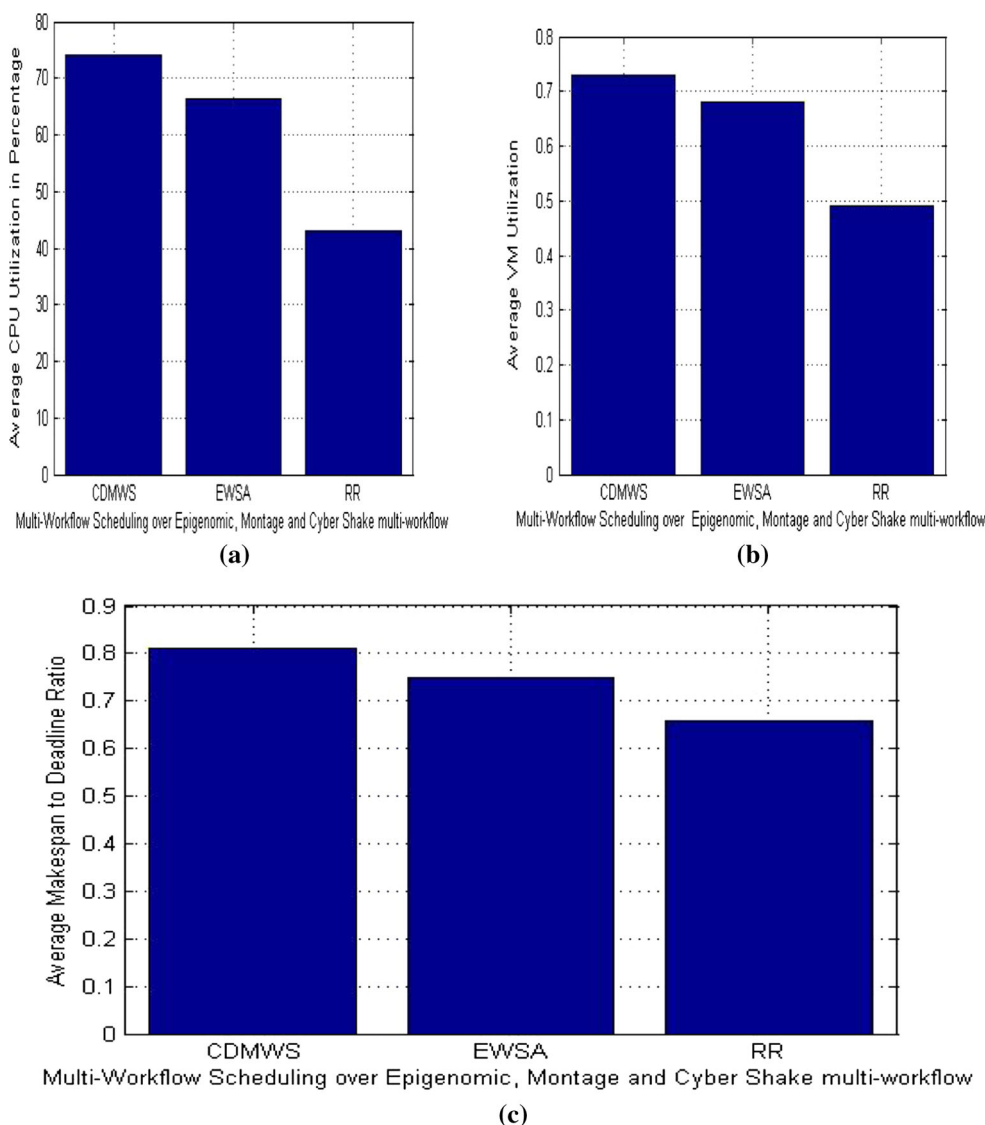 Average CPU Utilization in Percentage
80
70
60
50
40
30
20
10
0
CDMWS EWSA RR
Multi-Workflow Scheduling over Epigenomic, Montage and Cyber Shake multi-workflow
(a)
Average VM Utilization
0.8
0.7
0.6
0.5
0.4
0.3
0.2
0.1
0
CDMWS EWSA RR
Multi-Workflow Scheduling over Epigenomic, Montage and Cyber Shake multi-workflow
(b)
Average Makespan to Deadline Ratio
0.9
0.8
0.7
0.6
0.5
0.4
0.3
0.2
0.1
0
CDMWS EWSA RR
Multi-Workflow Scheduling over Epigenomic, Montage and Cyber Shake multi-workflow
(c)